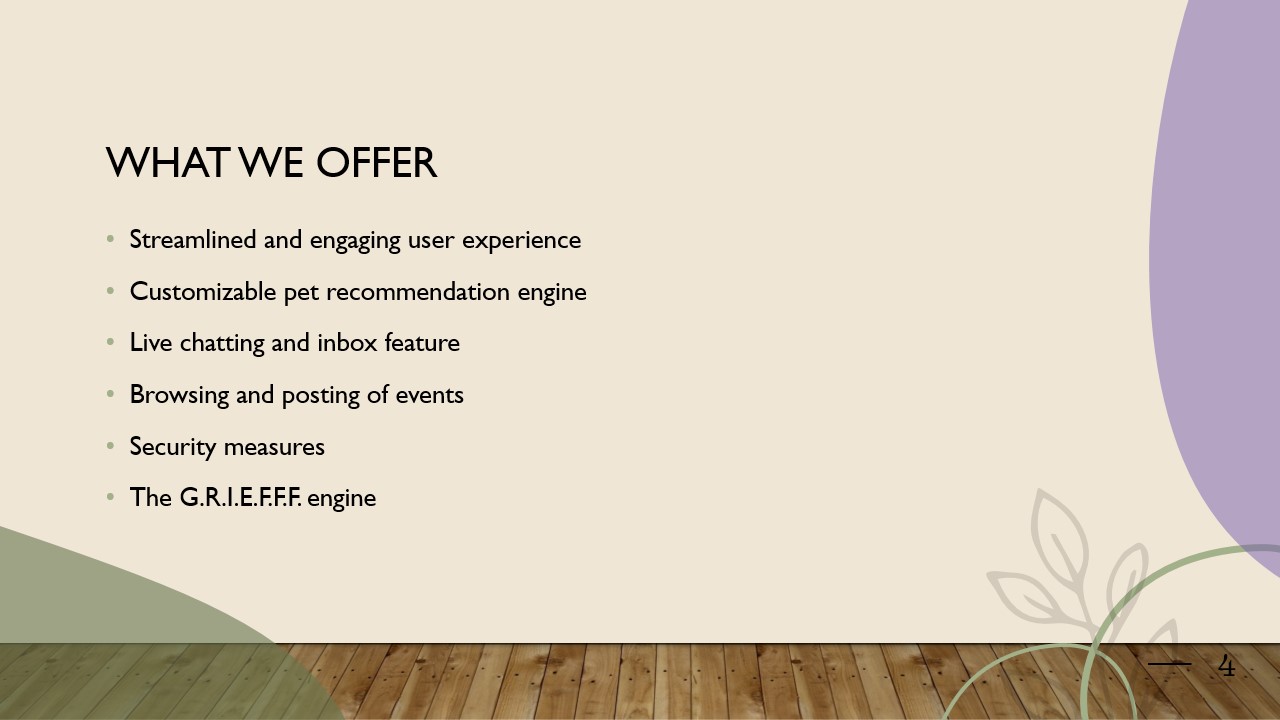 WHAT WE OFFER
• Streamlined and engaging user experience
• Customizable pet recommendation engine
• Live chatting and inbox feature
• Browsing and posting of events
• Security measures
• The G.R.I.E.F.F.F. engine
4